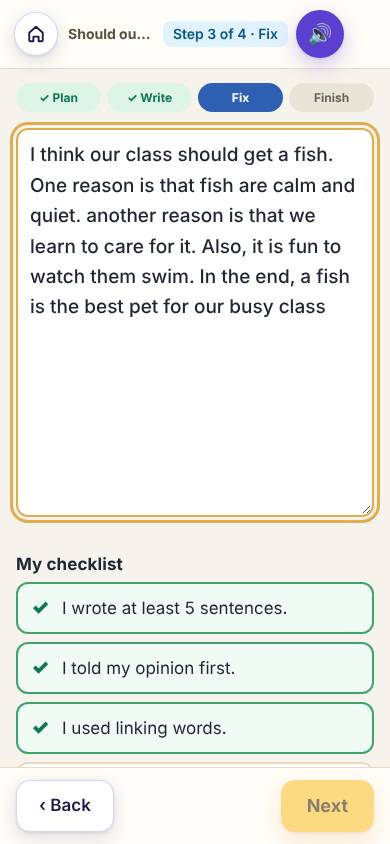 Should ou...
Step 3 of 4 · Fix
✓ Plan
✓ Write
Fix
Finish
I think our class should get a fish.
One reason is that fish are calm and
quiet. another reason is that we
learn to care for it. Also, it is fun to
watch them swim. In the end, a fish
is the best pet for our busy class
My checklist
✓ I wrote at least 5 sentences.
✓ I told my opinion first.
✓ I used linking words.
‹ Back
Next